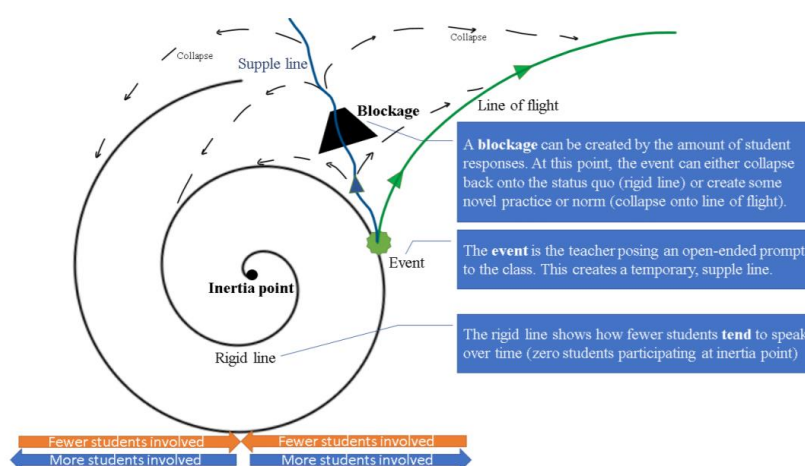 Collapse
Collapse
Supple line
Blockage
Line of flight
A blockage can be created by the amount of student
responses. At this point, the event can either collapse
back onto the status quo (rigid line) or create some
novel practice or norm (collapse onto line of flight).
The event is the teacher posing an open-ended prompt
to the class. This creates a temporary, supple line.
Event
Inertia point
The rigid line shows how fewer students tend to speak
over time (zero students participating at inertia point)
Rigid line
Fewer students involved
Fewer students involved
More students involved
More students involved